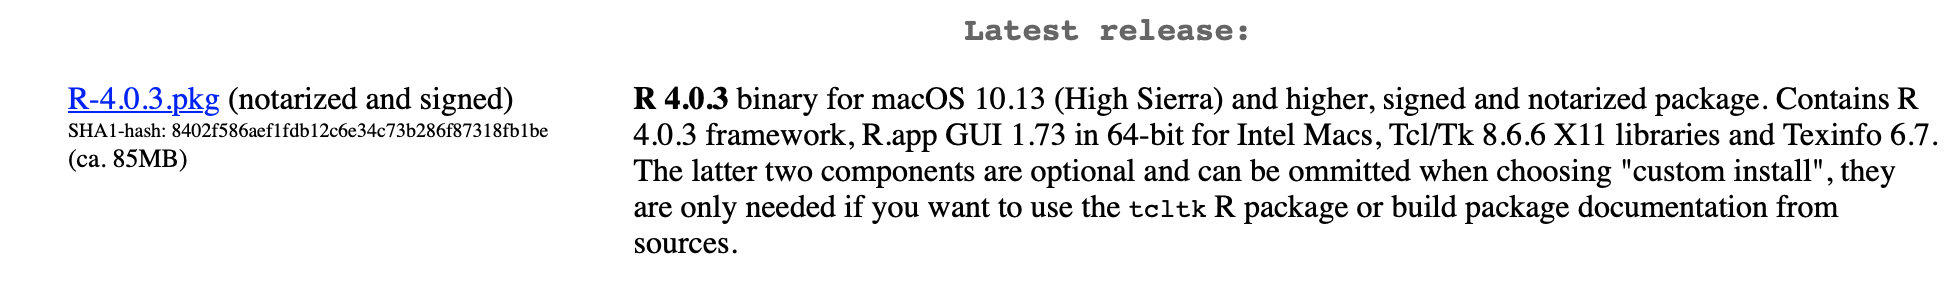 Latest release:
R-4.0.3.pkg (notarized and signed)
SHA1-hash: 8402f586aef1fdb12c6e34c73b286f87318fb1be
(ca. 85MB)
R 4.0.3 binary for macOS 10.13 (High Sierra) and higher, signed and notarized package. Contains R
4.0.3 framework, R.app GUI 1.73 in 64-bit for Intel Macs, Tcl/Tk 8.6.6 X11 libraries and Texinfo 6.7.
The latter two components are optional and can be ommitted when choosing "custom install", they
are only needed if you want to use the tcltk R package or build package documentation from
sources.